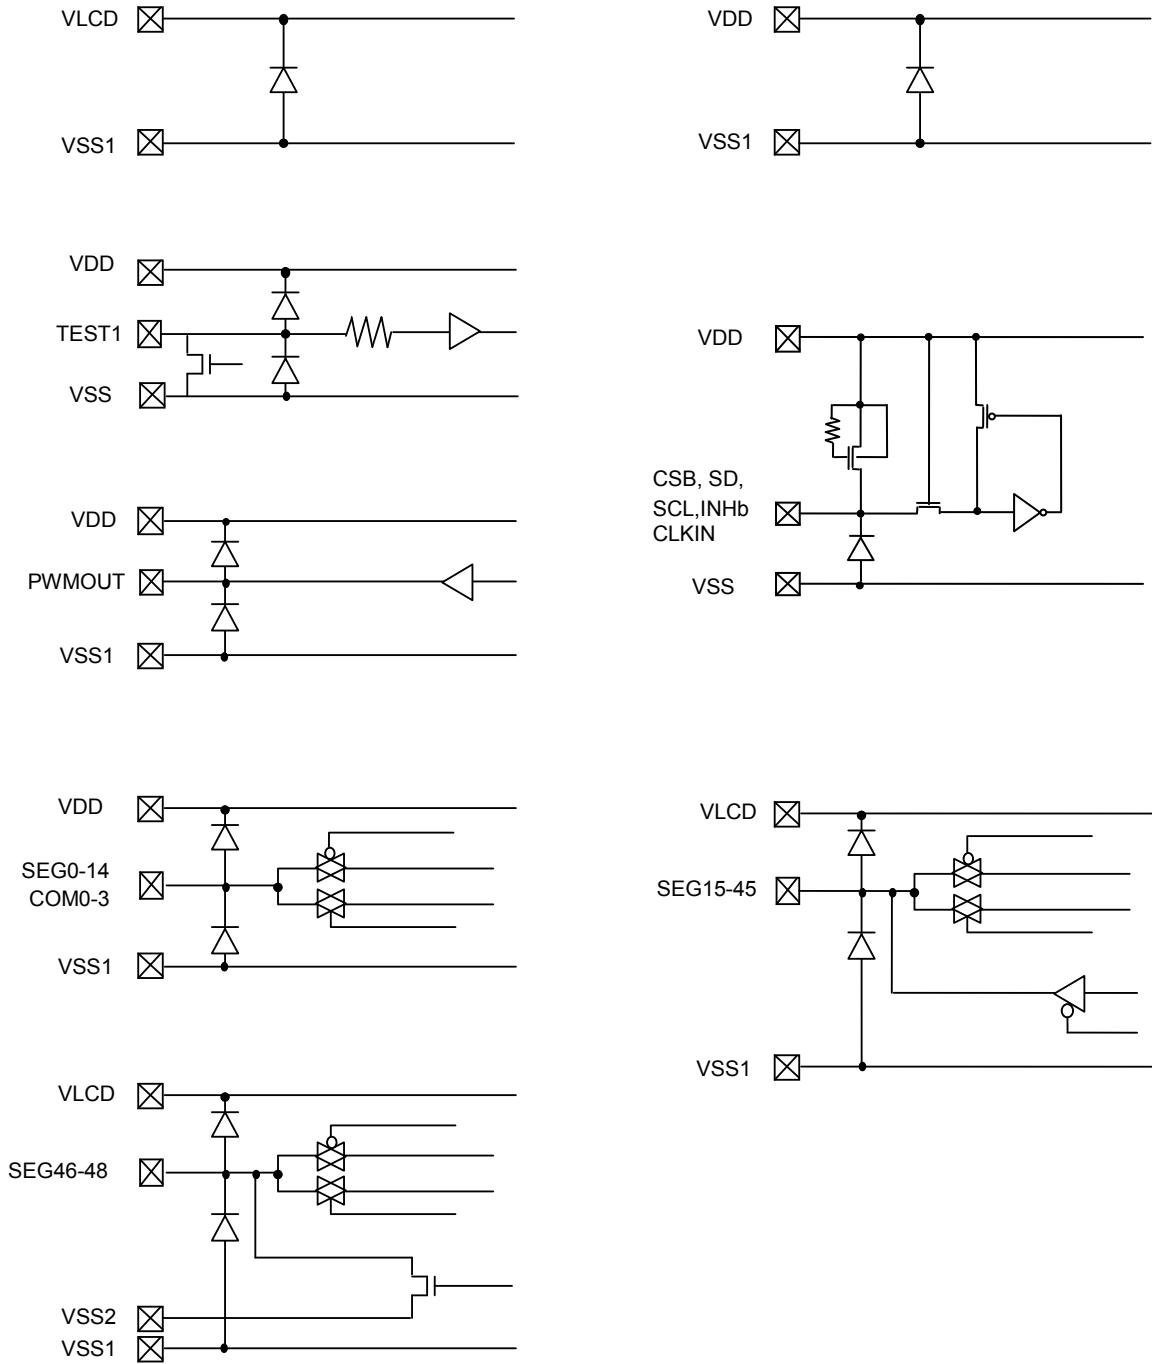 VLCD
VSS1
VDD
VSS1
VDD
TEST1
VSS
VDD
CSB, SD,
SCL,INHb
CLKIN
VSS
VDD
PWMOUT
VSS1
VDD
SEG0-14
COM0-3
VSS1
VLCD
SEG15-45
VSS1
VLCD
SEG46-48
VSS2
VSS1